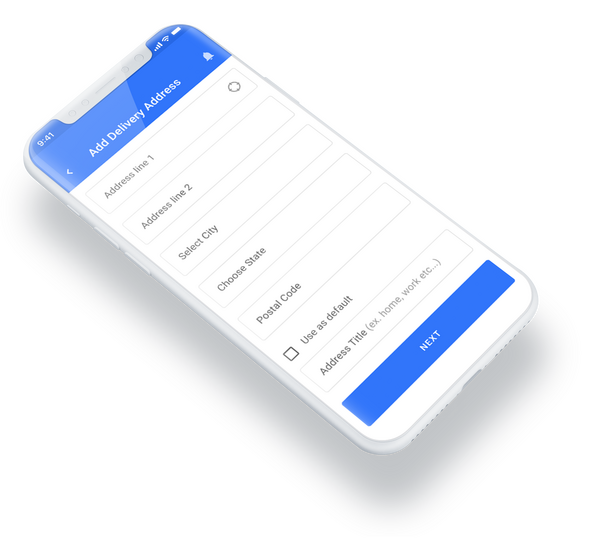 9:41
Add Delivery Address
Address line 1
Address line 2
Select City
Choose State
Postal Code
Use as default
Address Title (ex. home, work etc...)
NEXT